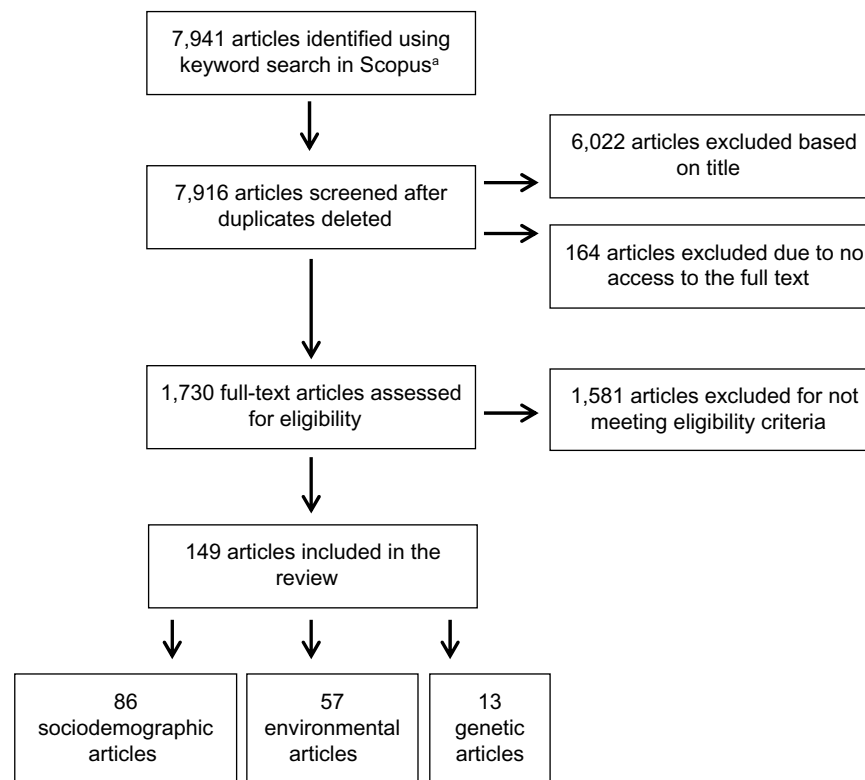 7,941 articles identified using
keyword search in Scopusᵃ
6,022 articles excluded based
on title
7,916 articles screened after
duplicates deleted
164 articles excluded due to no
access to the full text
1,730 full-text articles assessed
for eligibility
1,581 articles excluded for not
meeting eligibility criteria
149 articles included in the
review
86
sociodemographic
articles
57
environmental
articles
13
genetic
articles